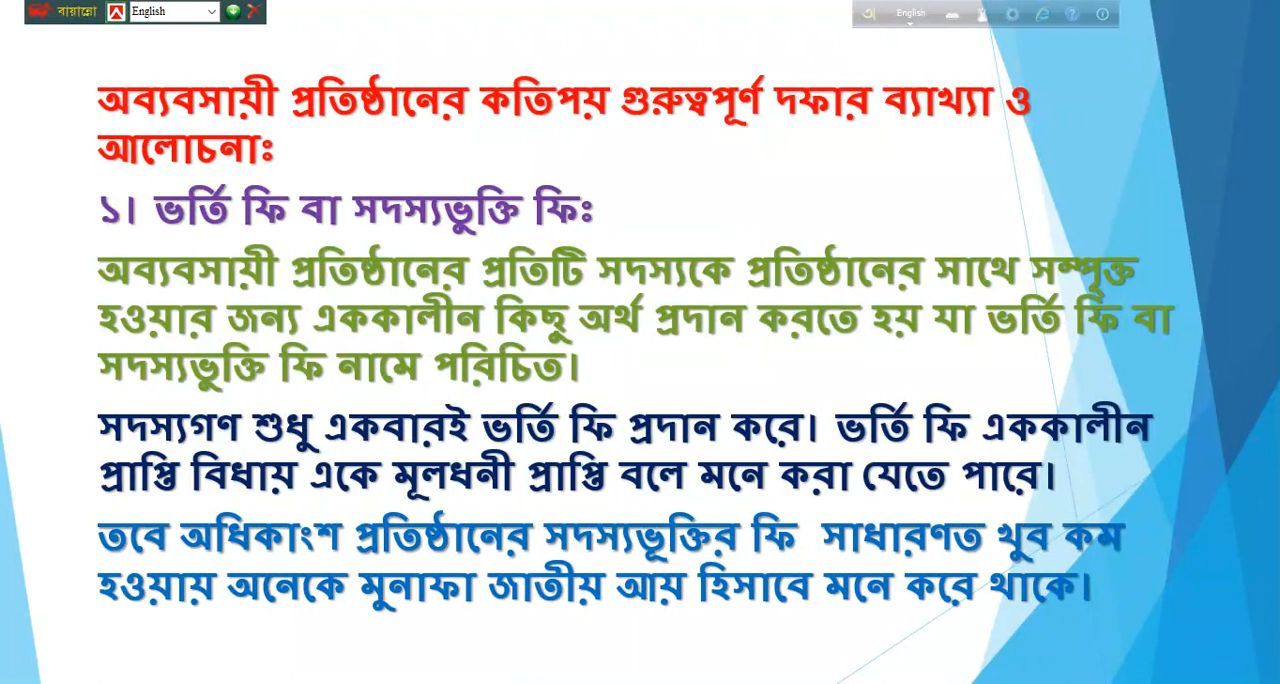 বায়ান্নো English
অ English
অব্যবসায়ী প্রতিষ্ঠানের কতিপয় গুরুত্বপূর্ণ দফার ব্যাখ্যা ও
আলোচনাঃ
১। ভর্তি ফি বা সদস্যভুক্তি ফিঃ
অব্যবসায়ী প্রতিষ্ঠানের প্রতিটি সদস্যকে প্রতিষ্ঠানের সাথে সম্পৃক্ত
হওয়ার জন্য এককালীন কিছু অর্থ প্রদান করতে হয় যা ভর্তি ফি বা
সদস্যভুক্তি ফি নামে পরিচিত।
সদস্যগণ শুধু একবারই ভর্তি ফি প্রদান করে। ভর্তি ফি এককালীন
প্রাপ্তি বিধায় একে মূলধনী প্রাপ্তি বলে মনে করা যেতে পারে।
তবে অধিকাংশ প্রতিষ্ঠানের সদস্যভূক্তির ফি সাধারণত খুব কম
হওয়ায় অনেকে মুনাফা জাতীয় আয় হিসাবে মনে করে থাকে।